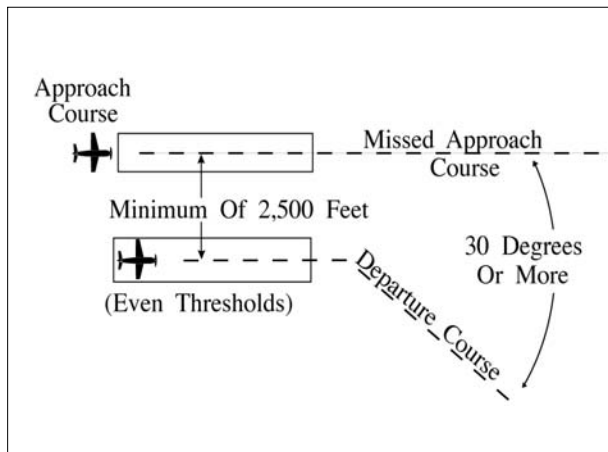 Approach
Course
Missed Approach
Course
Minimum Of 2,500 Feet
30 Degrees
Or More
(Even Thresholds)
Departure Course